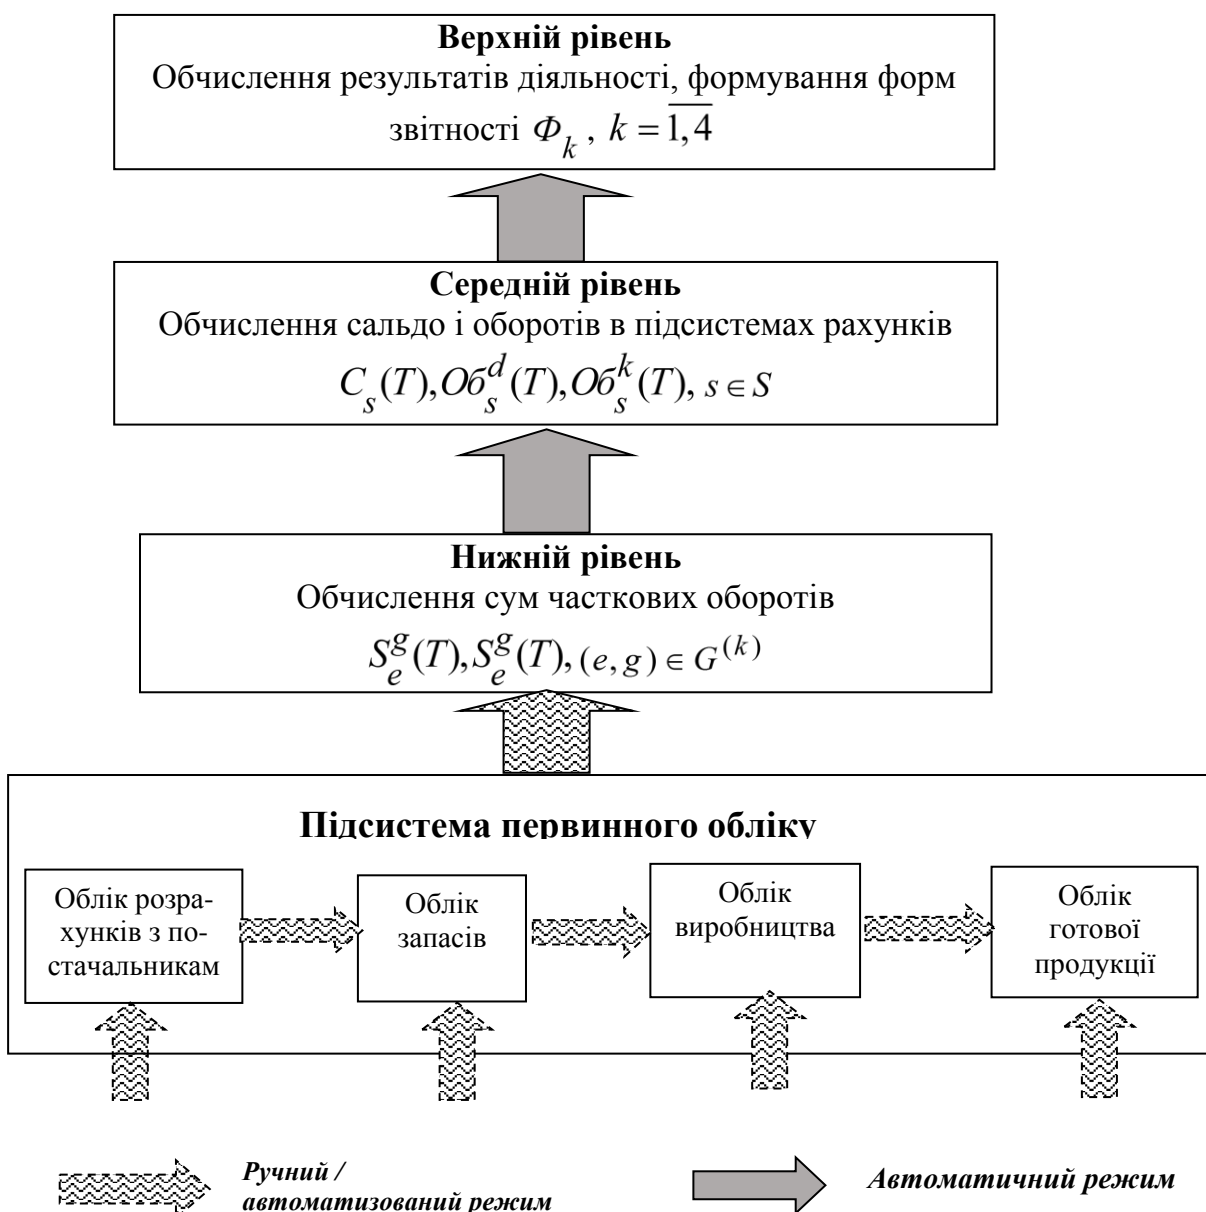 Верхній рівень
Обчислення результатів діяльності, формування форм
звітності Ф_k , k = \overline{1,4}
Середній рівень
Обчислення сальдо і оборотів в підсистемах рахунків
C_s(T), Об_s^d(T), Об_s^k(T), s ∈ S
Нижній рівень
Обчислення сум часткових оборотів
S_e^g(T), S_e^g(T), (e, g) ∈ G^{(k)}
Підсистема первинного обліку
Облік розра-
хунків з по-
стачальникам
Облік
запасів
Облік
виробництва
Облік
готової
продукції
Ручний /
автоматизований режим
Автоматичний режим